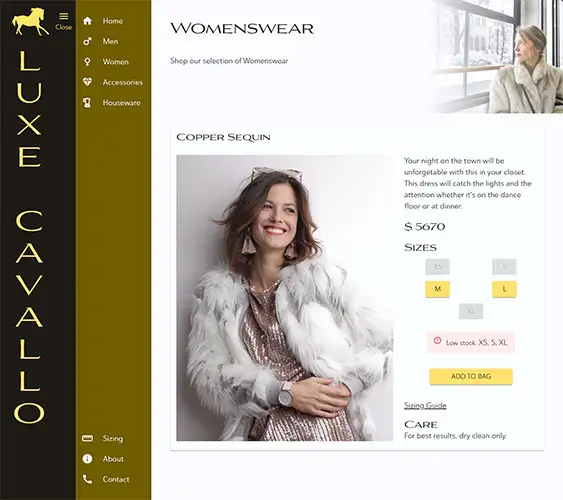 Close
LUXE CAVALLO
Home
Men
Women
Accessories
Houseware
Sizing
About
Contact
Womenswear
Shop our selection of Womenswear
Copper Sequin
Your night on the town will be
unforgetable with this in your closet.
This dress will catch the lights and the
attention whether it's on the dance
floor or at dinner.
$ 5670
Sizes
XS
M
L
Low stock: XS, S, XL
ADD TO BAG
Sizing Guide
Care
For best results, dry clean only.